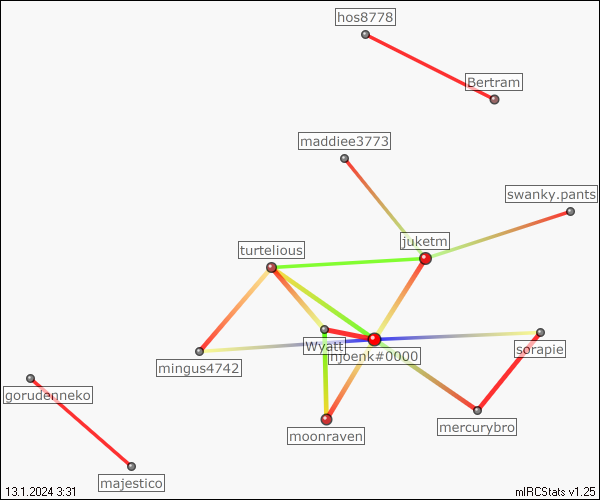 hos8778
Bertram
maddiee3773
swanky.pants
juketm
turtelious
Wyatt
njoenk#0000
sorapie
mingus4742
gorudenneko
mercurybro
moonraven
majestico
13.1.2024 3:31
mIRCStats v1.25